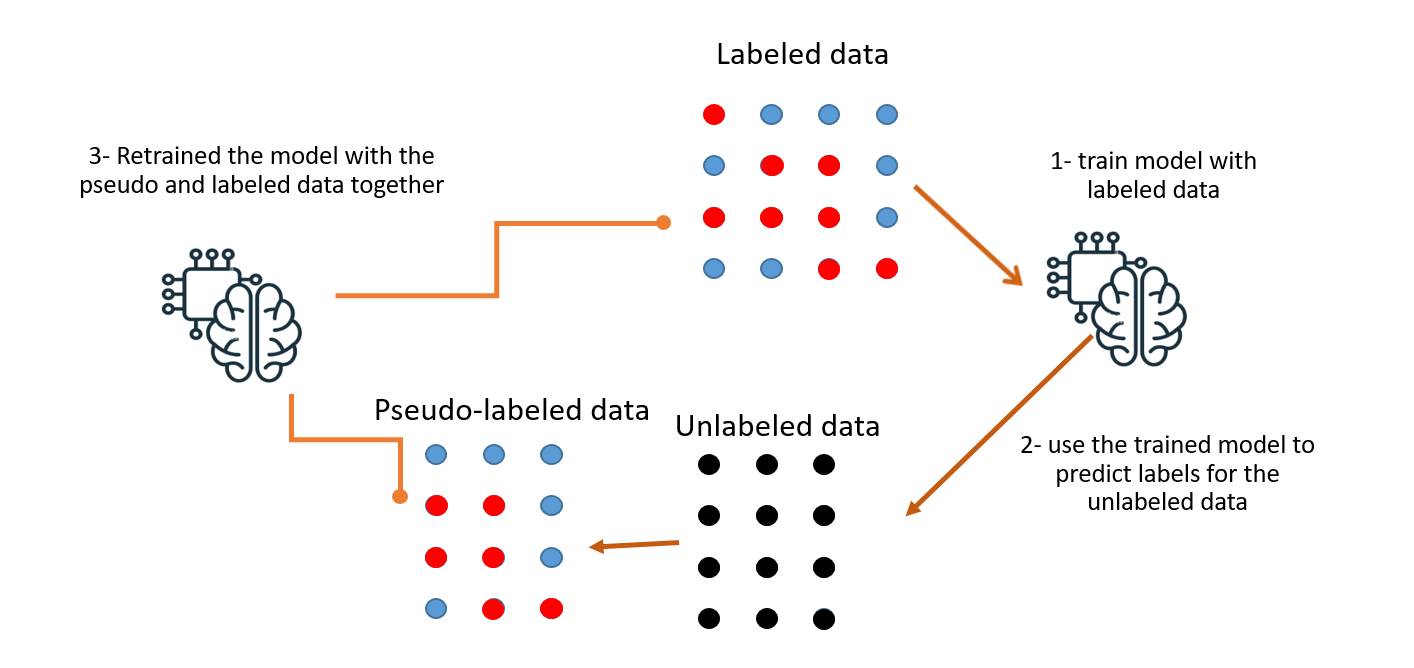 Labeled data
3- Retrained the model with the
pseudo and labeled data together
1- train model with
labeled data
Pseudo-labeled data
Unlabeled data
2- use the trained model to
predict labels for the
unlabeled data